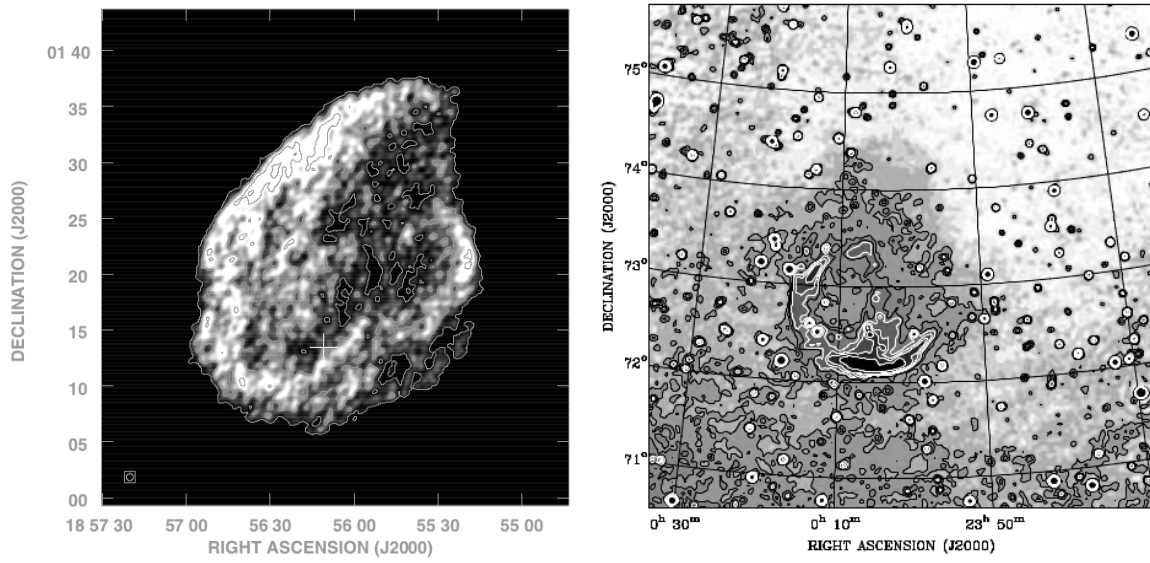 01 40
35
30
25
20
15
10
05
00
DECLINATION (J2000)
18 57 30 57 00 56 30 56 00 55 30 55 00
RIGHT ASCENSION (J2000)
75°
74°
73°
72°
71°
DECLINATION (J2000)
0ʰ 30ᵐ 0ʰ 10ᵐ 23ʰ 50ᵐ
RIGHT ASCENSION (J2000)